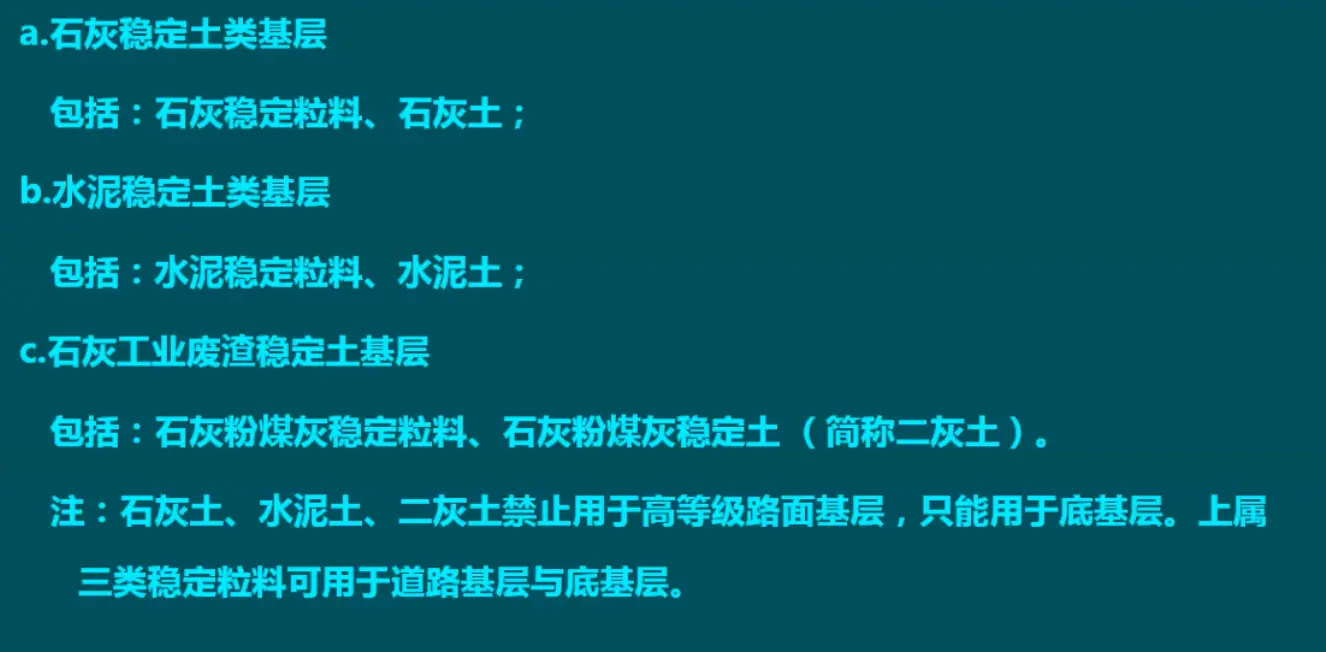 a.石灰稳定土类基层
包括：石灰稳定粒料、石灰土；
b.水泥稳定土类基层
包括：水泥稳定粒料、水泥土；
c.石灰工业废渣稳定土基层
包括：石灰粉煤灰稳定粒料、石灰粉煤灰稳定土（简称二灰土）。
注：石灰土、水泥土、二灰土禁止用于高等级路面基层，只能用于底基层。上属
三类稳定粒料可用于道路基层与底基层。